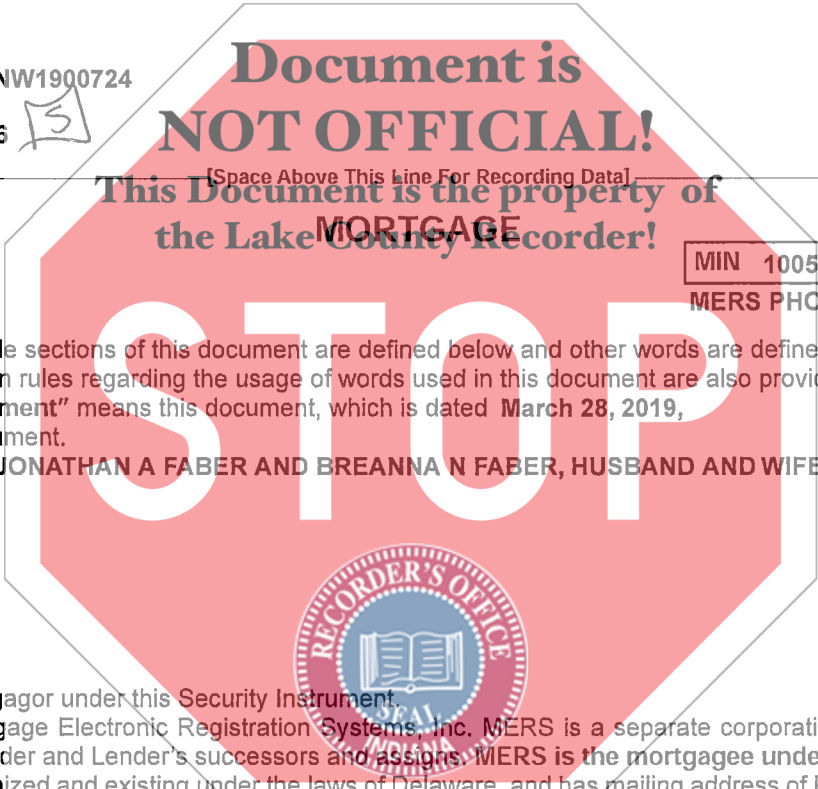 NW1900724
Document is
NOT OFFICIAL!
6 S
[Space Above This Line For Recording Data]
This Document is the property of
MORTGAGE
the Lake County Recorder!
MIN 1005
MERS PHO
STOP
le sections of this document are defined below and other words are define
n rules regarding the usage of words used in this document are also provi
ment" means this document, which is dated March 28, 2019,
ment.
JONATHAN A FABER AND BREANNA N FABER, HUSBAND AND WIFE
RECORDER'S OFFICE
SEAL
INDIANA
gagor under this Security Instrument.
gage Electronic Registration Systems, Inc. MERS is a separate corporati
der and Lender's successors and assigns. MERS is the mortgagee unde
ized and existing under the laws of Delaware, and has mailing address of